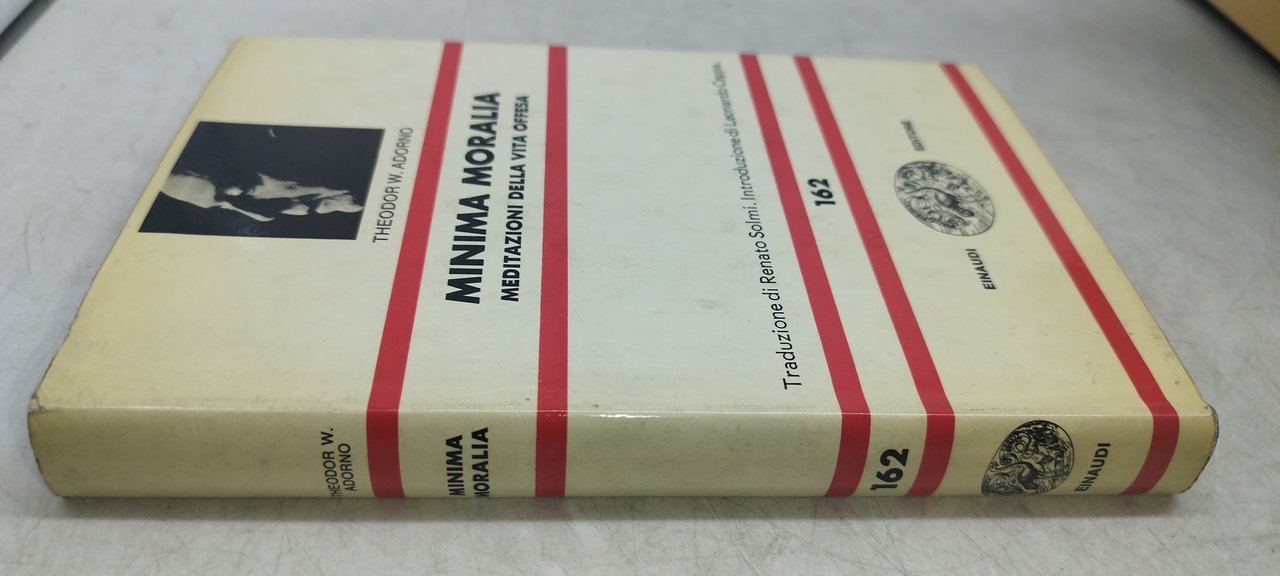 THEODOR W. ADORNO
MINIMA MORALIA
MEDITAZIONI DELLA VITA OFFESA
Traduzione di Renato Solmi. Introduzione di Leonardo Ceppa.
162
EINAUDI
EDITORE
THEODOR W.
ADORNO
MINIMA
MORALIA
162
EINAUDI